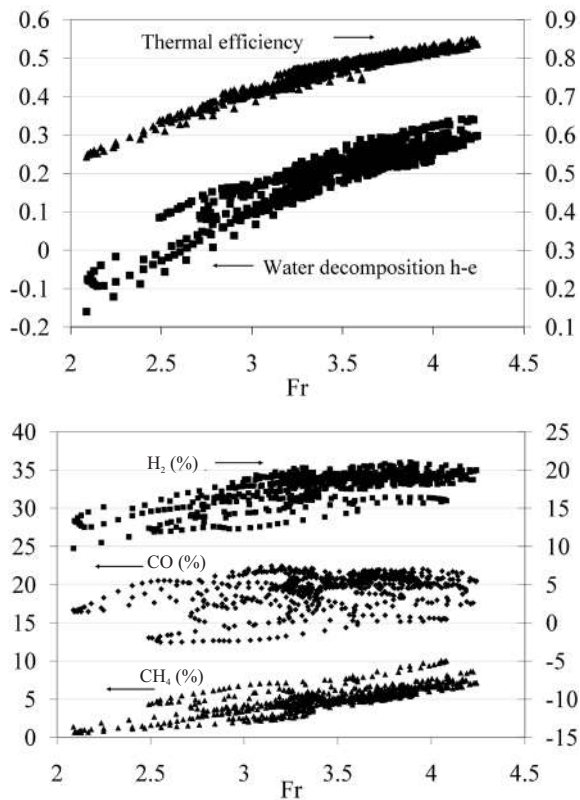 0.6 0.9
Thermal efficiency
0.5 0.8
0.4 0.7
0.3 0.6
0.2 0.5
0.1 0.4
0 0.3
Water decomposition h-e
-0.1 0.2
-0.2 0.1
2 2.5 3 3.5 4 4.5
Fr
40 25
H₂ (%)
35 20
30 15
25 10
CO (%)
20 5
15 0
10 -5
CH₄ (%)
5 -10
0 -15
2 2.5 3 3.5 4 4.5
Fr